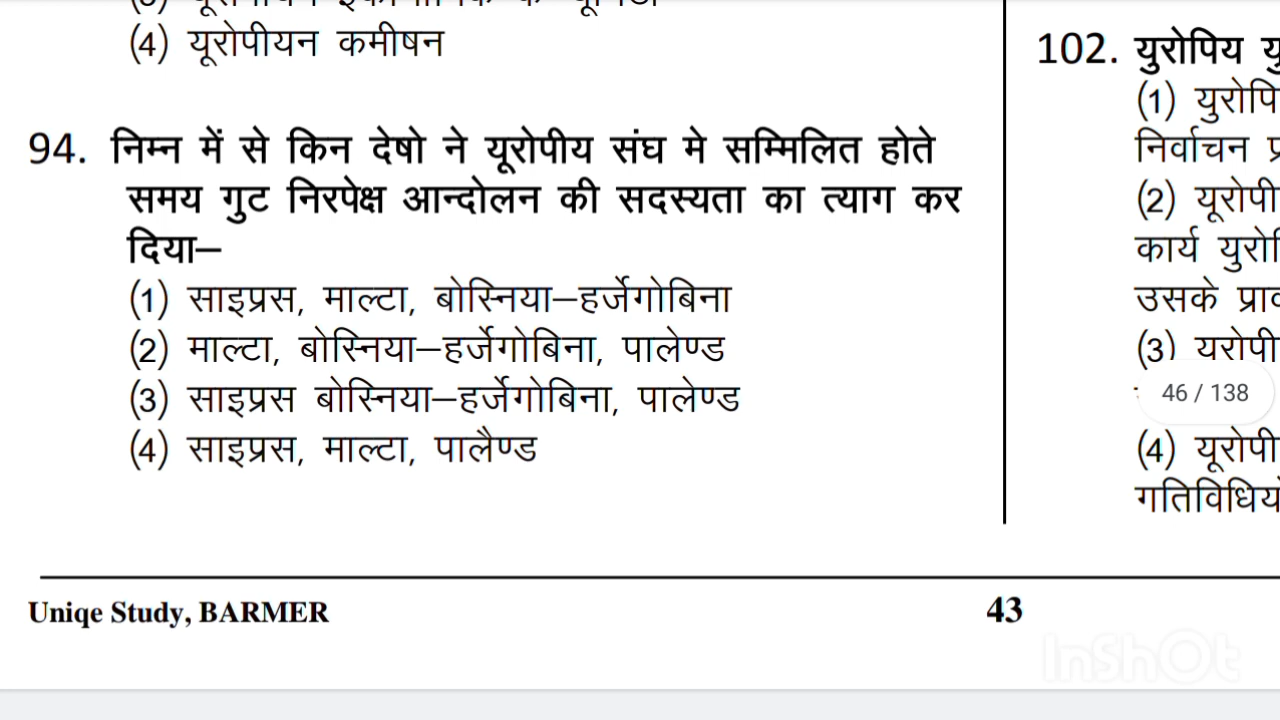 (4) यूरोपीयन कमीषन
94. निम्न में से किन देषो ने यूरोपीय संघ मे सम्मिलित होते
समय गुट निरपेक्ष आन्दोलन की सदस्यता का त्याग कर
दिया–
(1) साइप्रस, माल्टा, बोस्निया–हर्जेगोबिना
(2) माल्टा, बोस्निया–हर्जेगोबिना, पालेण्ड
(3) साइप्रस बोस्निया–हर्जेगोबिना, पालेण्ड
(4) साइप्रस, माल्टा, पालैण्ड
102. युरोपिय
(1)
निर्वाचन
(2)
कार्य
उसके
(3)
46 / 138
(4)
Uniqe Study, BARMER
43
InShOt